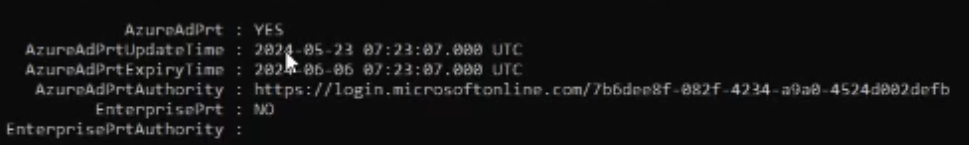 AzureAdPrt : YES
AzureAdPrtUpdateTime : 2024-05-23 07:23:07.000 UTC
AzureAdPrtExpiryTime : 2024-06-06 07:23:07.000 UTC
AzureAdPrtAuthority : https://login.microsoftonline.com/7b6dee8f-082f-4234-a9a0-4524d002defb
EnterprisePrt : NO
EnterprisePrtAuthority :